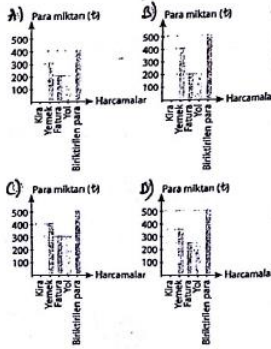 A)
Para miktarı (₺)
500
400
300
200
100
Harcamalar
Kira
Yemek
Fatura
Yol
Biriktirilen para
B)
Para miktarı (₺)
500
400
300
200
100
Harcamalar
Kira
Yemek
Fatura
Yol
Biriktirilen para
C)
Para miktarı (₺)
500
400
300
200
100
Harcamalar
Kira
Yemek
Fatura
Yol
Biriktirilen para
D)
Para miktarı (₺)
500
400
300
200
100
Harcamalar
Kira
Yemek
Fatura
Yol
Biriktirilen para